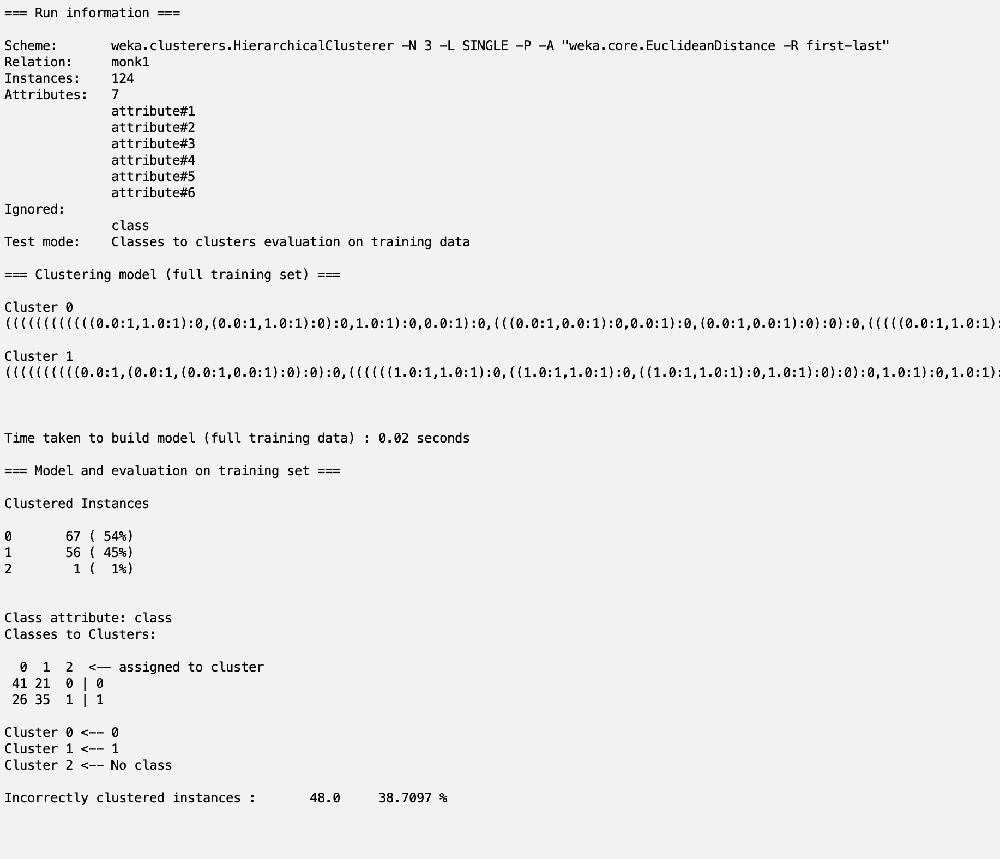 === Run information ===
Scheme:       weka.clusterers.HierarchicalClusterer -N 3 -L SINGLE -P -A "weka.core.EuclideanDistance -R first-last"
Relation:     monk1
Instances:    124
Attributes:   7
              attribute#1
              attribute#2
              attribute#3
              attribute#4
              attribute#5
              attribute#6
Ignored:
              class
Test mode:    Classes to clusters evaluation on training data
=== Clustering model (full training set) ===
Cluster 0
((((((((((((0.0:1,1.0:1):0,(0.0:1,1.0:1):0):0,1.0:1):0,0.0:1):0,(((0.0:1,0.0:1):0,0.0:1):0,(0.0:1,0.0:1):0):0):0,(((((0.0:1,1.0:1):
Cluster 1
((((((((((0.0:1,(0.0:1,(0.0:1,0.0:1):0):0):0,((((((1.0:1,1.0:1):0,((1.0:1,1.0:1):0,((1.0:1,1.0:1):0,1.0:1):0):0):0,1.0:1):0,1.0:1):
Time taken to build model (full training data) : 0.02 seconds
=== Model and evaluation on training set ===
Clustered Instances
0       67 ( 54%)
1       56 ( 45%)
2        1 (  1%)
Class attribute: class
Classes to Clusters:
  0  1  2  <-- assigned to cluster
 41 21  0 | 0
 26 35  1 | 1
Cluster 0 <-- 0
Cluster 1 <-- 1
Cluster 2 <-- No class
Incorrectly clustered instances :       48.0     38.7097 %